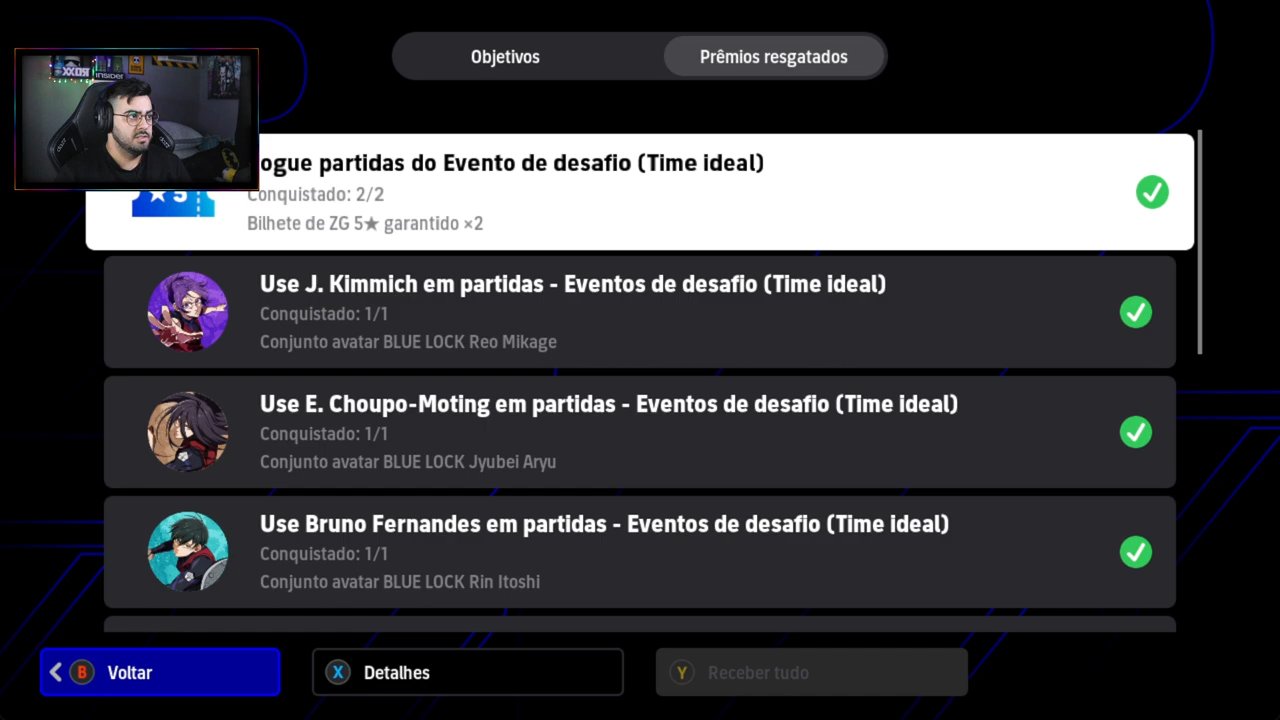 Objetivos
Prêmios resgatados
INSIDER
ogue partidas do Evento de desafio (Time ideal)
Conquistado: 2/2
Bilhete de ZG 5★ garantido ×2
★ 5
Use J. Kimmich em partidas - Eventos de desafio (Time ideal)
Conquistado: 1/1
Conjunto avatar BLUE LOCK Reo Mikage
Use E. Choupo-Moting em partidas - Eventos de desafio (Time ideal)
Conquistado: 1/1
Conjunto avatar BLUE LOCK Jyubei Aryu
Use Bruno Fernandes em partidas - Eventos de desafio (Time ideal)
Conquistado: 1/1
Conjunto avatar BLUE LOCK Rin Itoshi
B Voltar
X Detalhes
Y Receber tudo